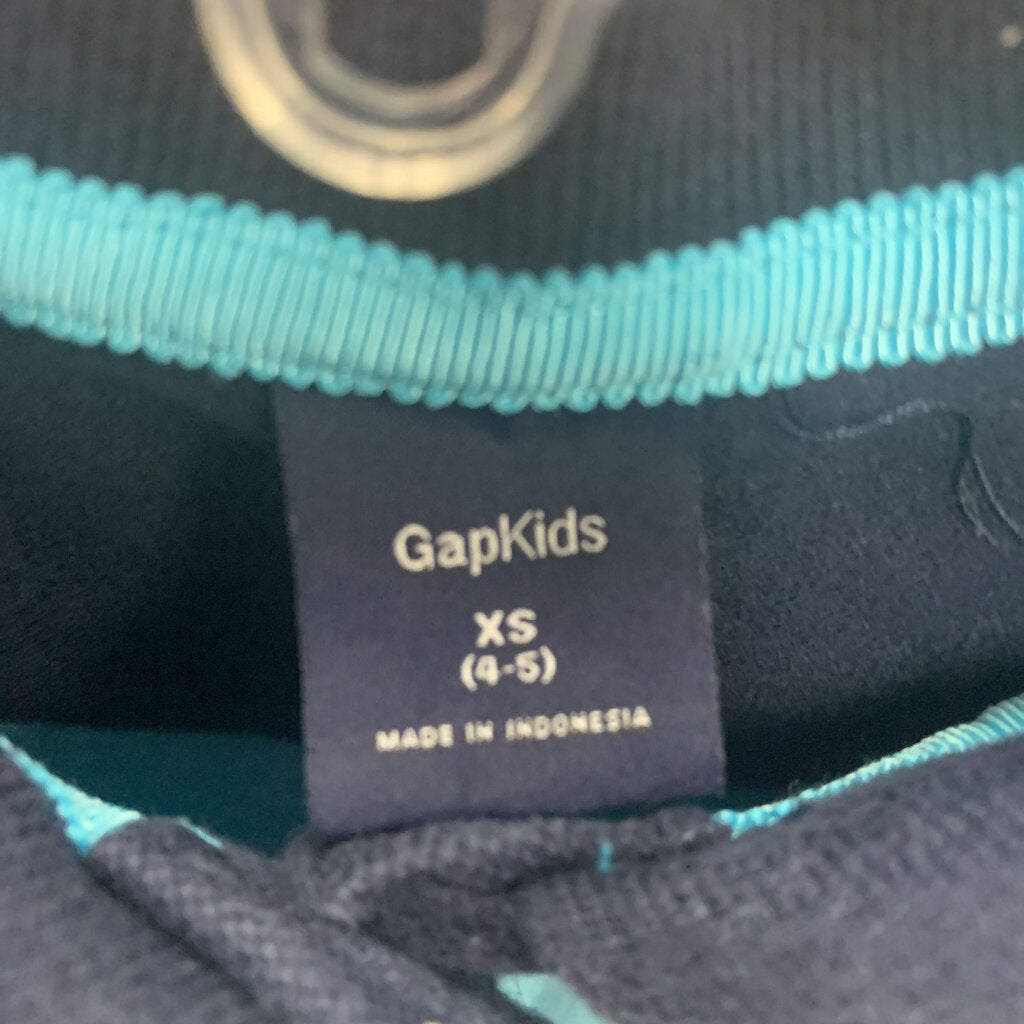 GapKids
XS
(4-5)
MADE IN INDONESIA